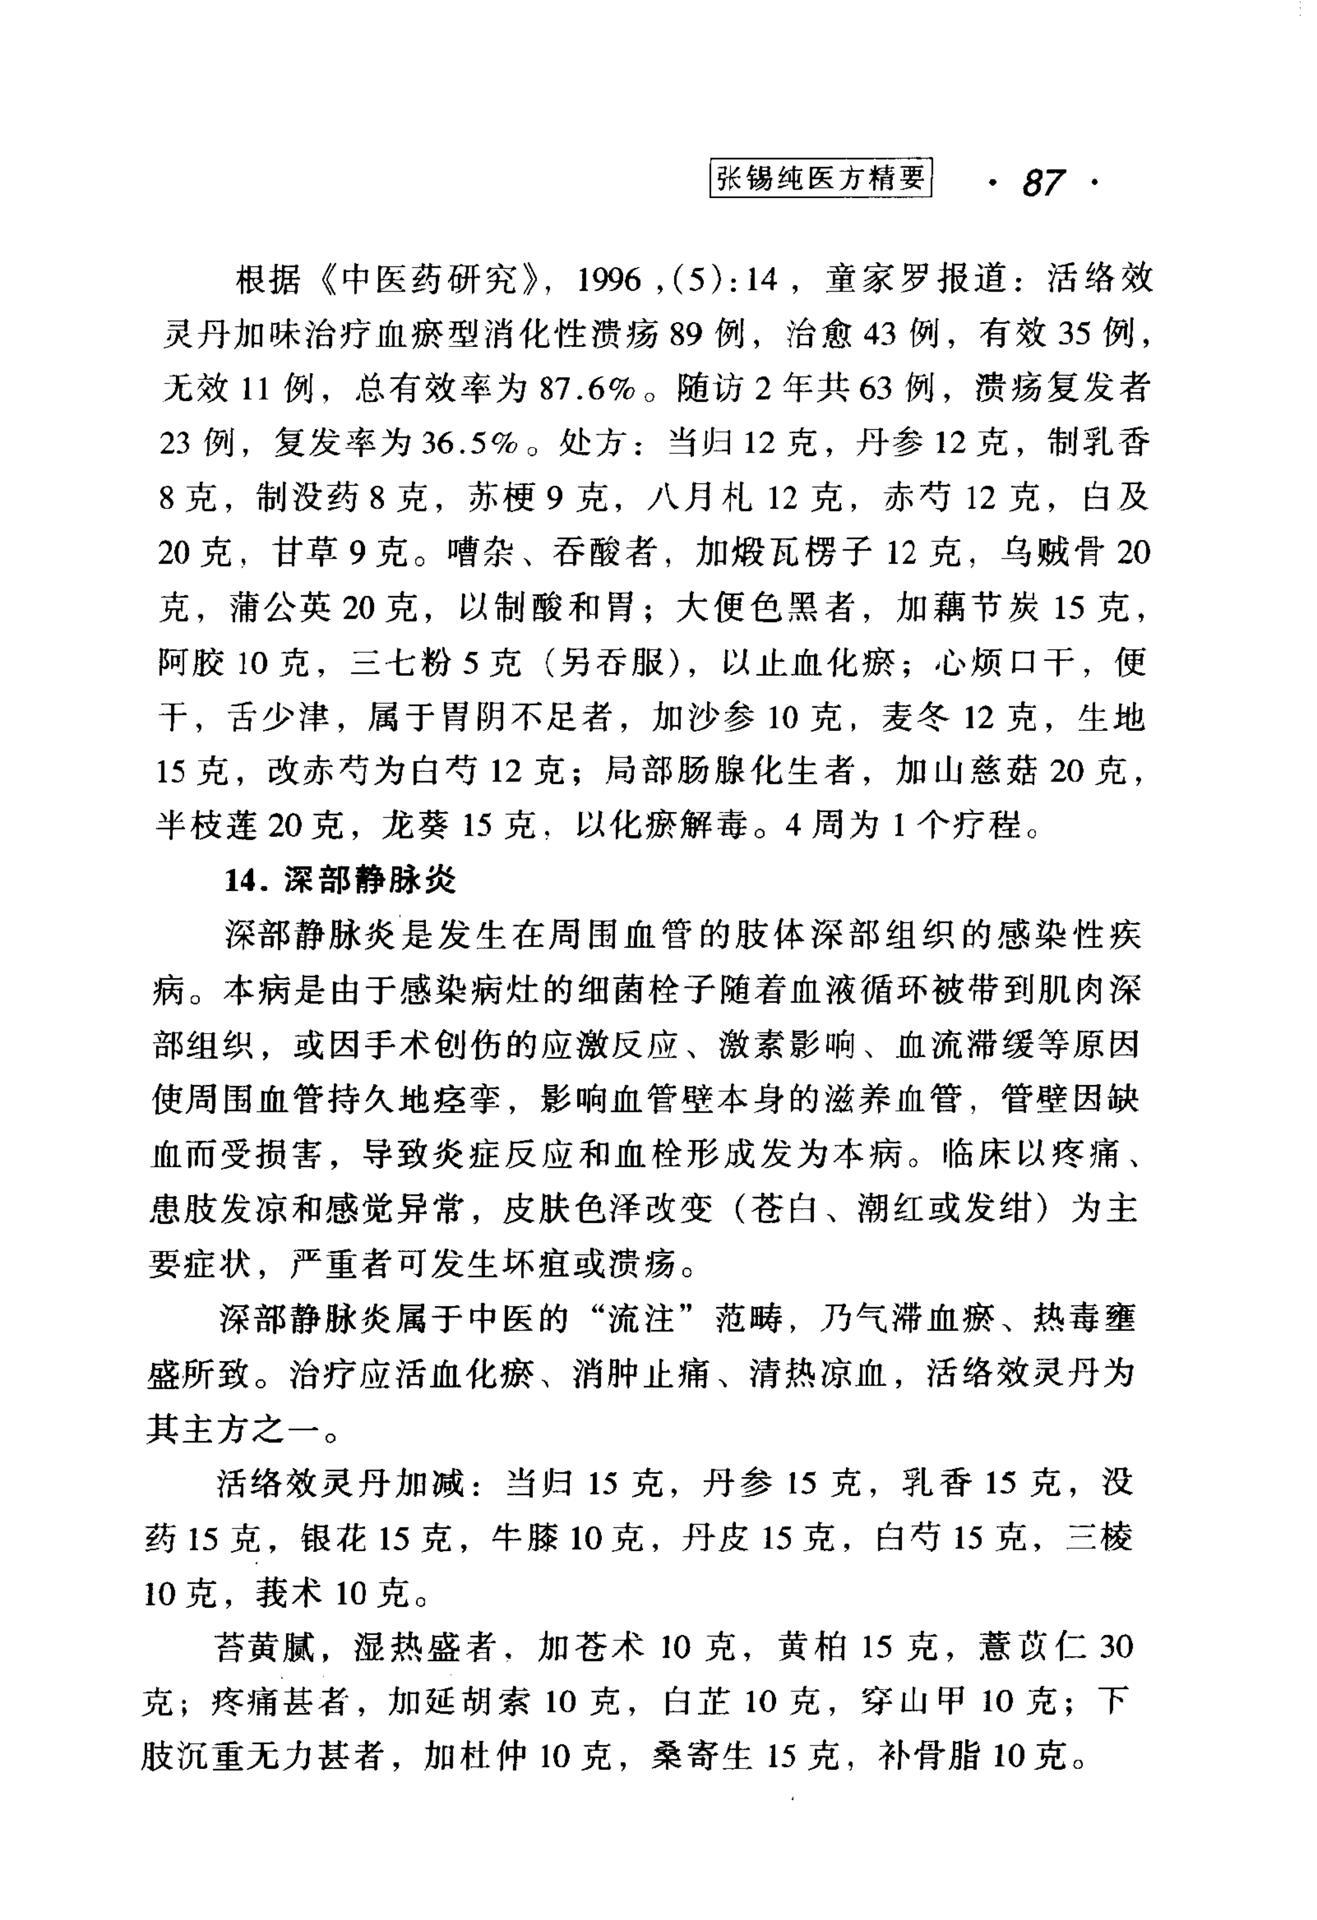 张锡纯医方精要 · 87 ·
根据《中医药研究》，1996，(5)：14，童家罗报道：活络效
灵丹加味治疗血瘀型消化性溃疡 89 例，治愈 43 例，有效 35 例，
无效 11 例，总有效率为 87.6%。随访 2 年共 63 例，溃疡复发者
23 例，复发率为 36.5%。处方：当归 12 克，丹参 12 克，制乳香
8 克，制没药 8 克，苏梗 9 克，八月札 12 克，赤芍 12 克，白及
20 克，甘草 9 克。嘈杂、吞酸者，加煅瓦楞子 12 克，乌贼骨 20
克，蒲公英 20 克，以制酸和胃；大便色黑者，加藕节炭 15 克，
阿胶 10 克，三七粉 5 克（另吞服），以止血化瘀；心烦口干，便
干，舌少津，属于胃阴不足者，加沙参 10 克，麦冬 12 克，生地
15 克，改赤芍为白芍 12 克；局部肠腺化生者，加山慈菇 20 克，
半枝莲 20 克，龙葵 15 克，以化瘀解毒。4 周为 1 个疗程。
14. 深部静脉炎
深部静脉炎是发生在周围血管的肢体深部组织的感染性疾
病。本病是由于感染病灶的细菌栓子随着血液循环被带到肌肉深
部组织，或因手术创伤的应激反应、激素影响、血流滞缓等原因
使周围血管持久地痉挛，影响血管壁本身的滋养血管，管壁因缺
血而受损害，导致炎症反应和血栓形成发为本病。临床以疼痛、
患肢发凉和感觉异常，皮肤色泽改变（苍白、潮红或发绀）为主
要症状，严重者可发生坏疽或溃疡。
深部静脉炎属于中医的“流注”范畴，乃气滞血瘀、热毒壅
盛所致。治疗应活血化瘀、消肿止痛、清热凉血，活络效灵丹为
其主方之一。
活络效灵丹加减：当归 15 克，丹参 15 克，乳香 15 克，没
药 15 克，银花 15 克，牛膝 10 克，丹皮 15 克，白芍 15 克，三棱
10 克，莪术 10 克。
苔黄腻，湿热盛者，加苍术 10 克，黄柏 15 克，薏苡仁 30
克；疼痛甚者，加延胡索 10 克，白芷 10 克，穿山甲 10 克；下
肢沉重无力甚者，加杜仲 10 克，桑寄生 15 克，补骨脂 10 克。